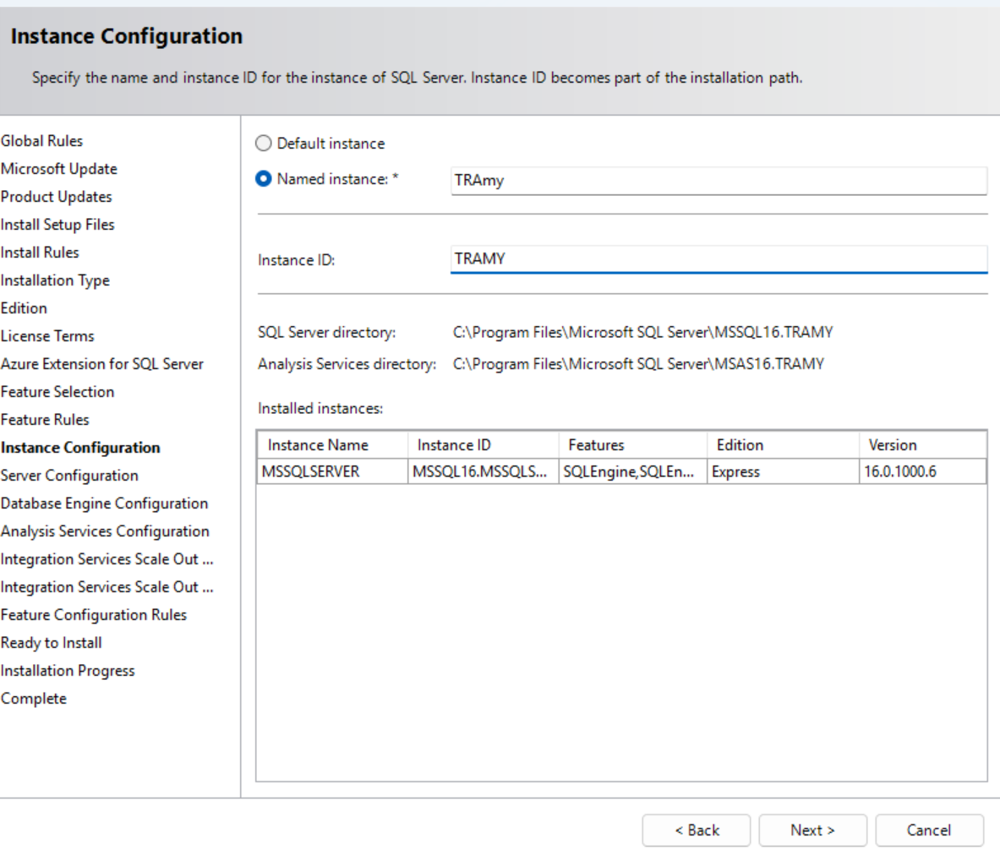 Instance Configuration
Specify the name and instance ID for the instance of SQL Server. Instance ID becomes part of the installation path.
Global Rules
Microsoft Update
Product Updates
Install Setup Files
Install Rules
Installation Type
Edition
License Terms
Azure Extension for SQL Server
Feature Selection
Feature Rules
Instance Configuration
Server Configuration
Database Engine Configuration
Analysis Services Configuration
Integration Services Scale Out ...
Integration Services Scale Out ...
Feature Configuration Rules
Ready to Install
Installation Progress
Complete
Default instance
Named instance: * TRAmy
Instance ID: TRAMY
SQL Server directory: C:\Program Files\Microsoft SQL Server\MSSQL16.TRAMY
Analysis Services directory: C:\Program Files\Microsoft SQL Server\MSAS16.TRAMY
Installed instances:
Instance Name Instance ID Features Edition Version
MSSQLSERVER MSSQL16.MSSQLS... SQLEngine,SQLEn... Express 16.0.1000.6
< Back Next > Cancel